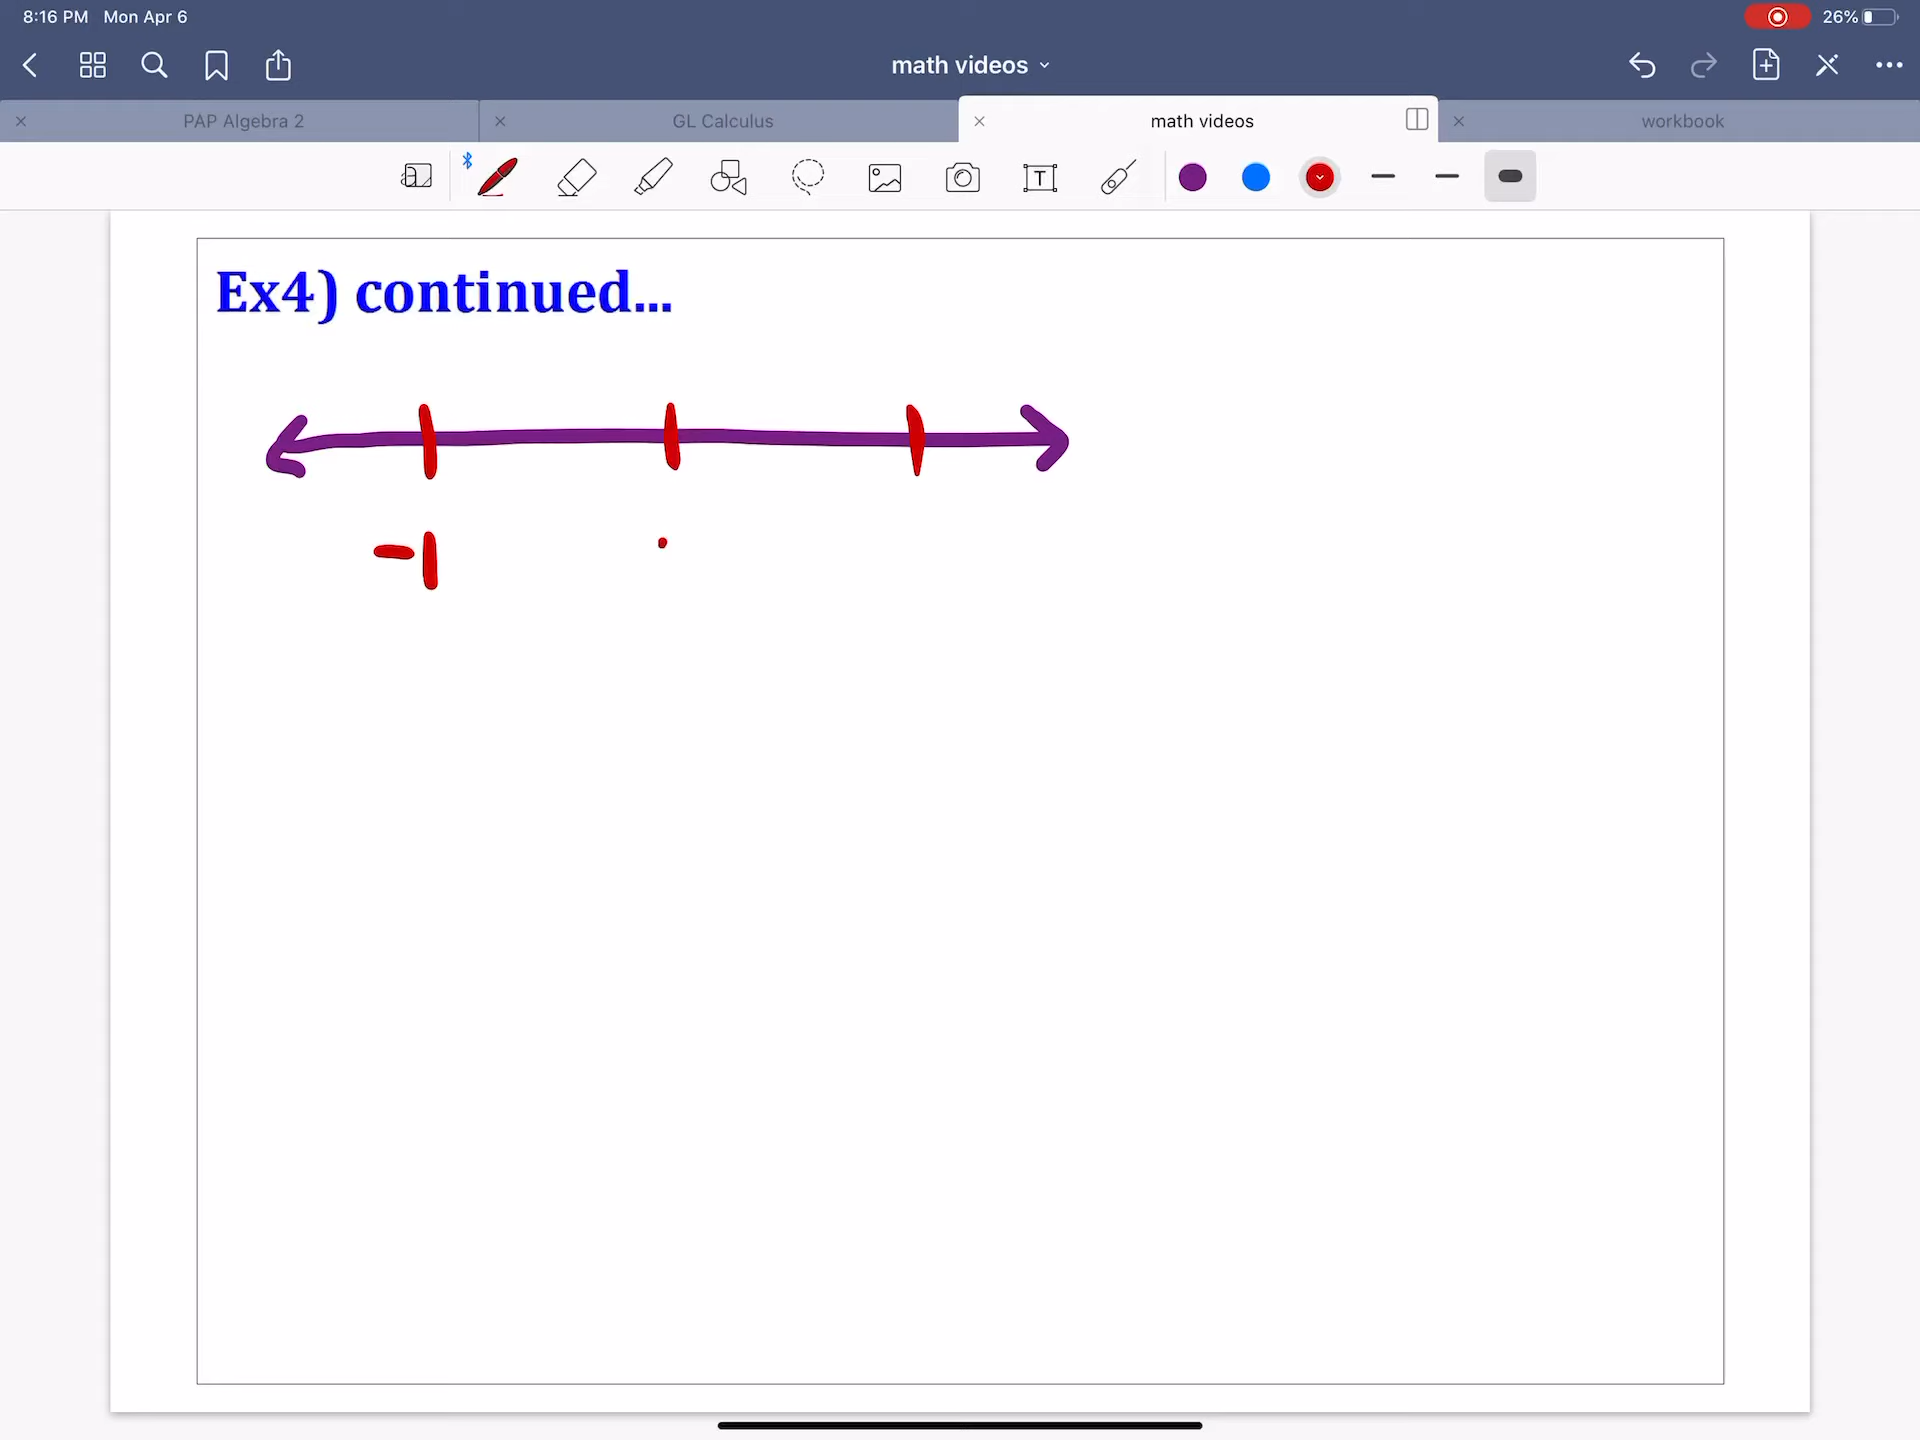 8:16 PM Mon Apr 6
26%
math videos
PAP Algebra 2
GL Calculus
math videos
workbook
a
T
Ex4) continued...
-1